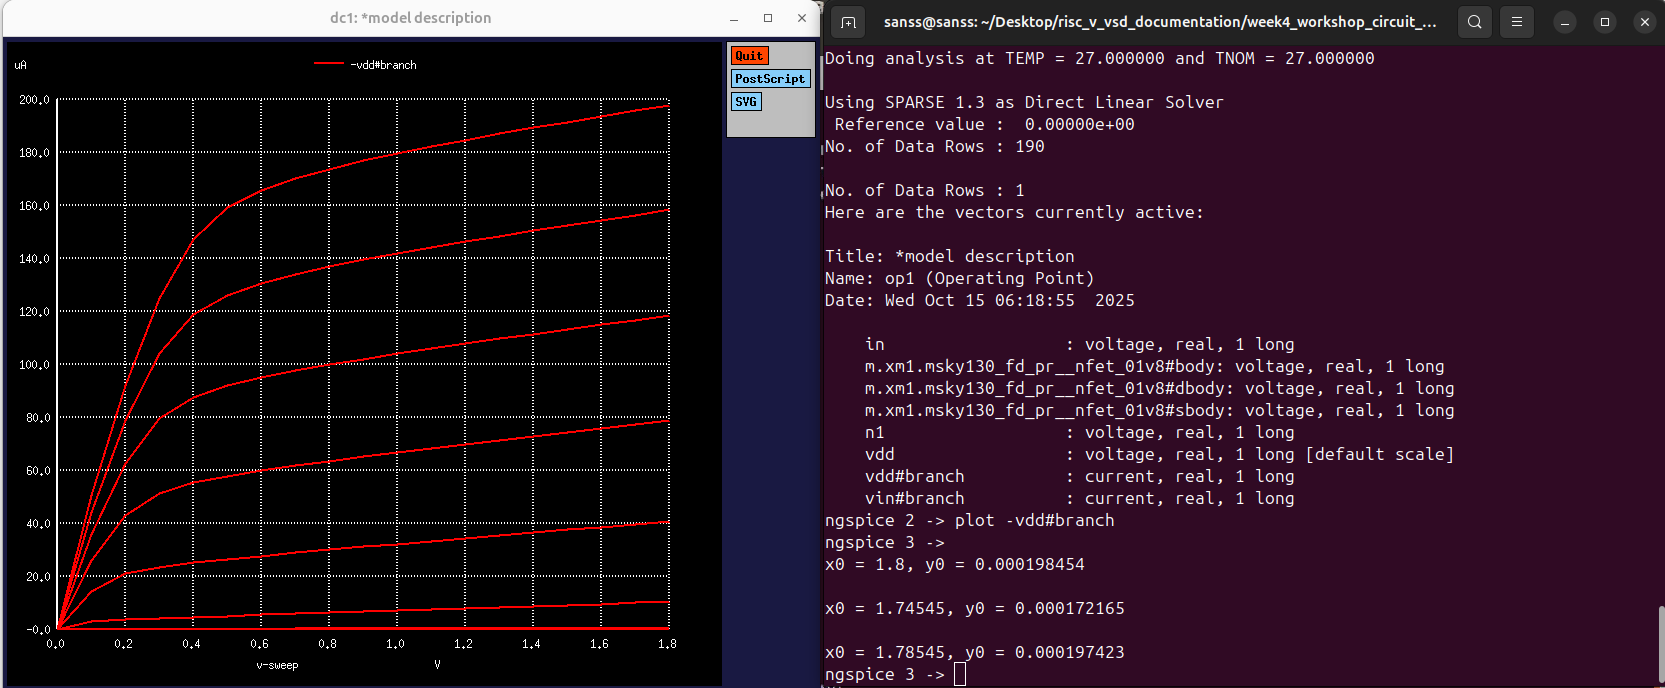 dc1: *model description
uA
-vdd#branch
Quit
PostScript
SVG
200.0
180.0
160.0
140.0
120.0
100.0
80.0
60.0
40.0
20.0
-0.0
0.0 0.2 0.4 0.6 0.8 1.0 1.2 1.4 1.6 1.8
v-sweep V
sanss@sanss: ~/Desktop/risc_v_vsd_documentation/week4_workshop_circuit_...
Doing analysis at TEMP = 27.000000 and TNOM = 27.000000
Using SPARSE 1.3 as Direct Linear Solver
Reference value :  0.00000e+00
No. of Data Rows : 190
No. of Data Rows : 1
Here are the vectors currently active:
Title: *model description
Name: op1 (Operating Point)
Date: Wed Oct 15 06:18:55  2025
in : voltage, real, 1 long
m.xm1.msky130_fd_pr__nfet_01v8#body: voltage, real, 1 long
m.xm1.msky130_fd_pr__nfet_01v8#dbody: voltage, real, 1 long
m.xm1.msky130_fd_pr__nfet_01v8#sbody: voltage, real, 1 long
n1 : voltage, real, 1 long
vdd : voltage, real, 1 long [default scale]
vdd#branch : current, real, 1 long
vin#branch : current, real, 1 long
ngspice 2 -> plot -vdd#branch
ngspice 3 ->
x0 = 1.8, y0 = 0.000198454
x0 = 1.74545, y0 = 0.000172165
x0 = 1.78545, y0 = 0.000197423
ngspice 3 ->